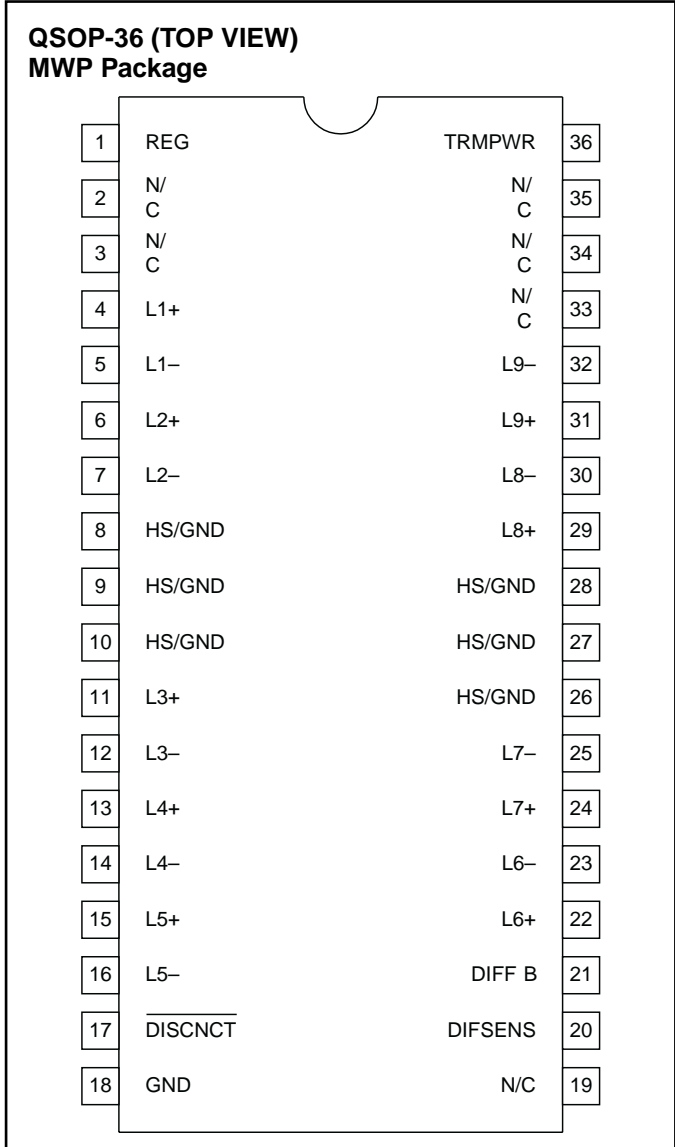 QSOP-36 (TOP VIEW)
MWP Package
1 REG TRMPWR 36
2 N/
C N/
C 35
3 N/
C N/
C 34
4 L1+ N/
C 33
5 L1– L9– 32
6 L2+ L9+ 31
7 L2– L8– 30
8 HS/GND L8+ 29
9 HS/GND HS/GND 28
10 HS/GND HS/GND 27
11 L3+ HS/GND 26
12 L3– L7– 25
13 L4+ L7+ 24
14 L4– L6– 23
15 L5+ L6+ 22
16 L5– DIFF B 21
17 DISCNCT DIFSENS 20
18 GND N/C 19